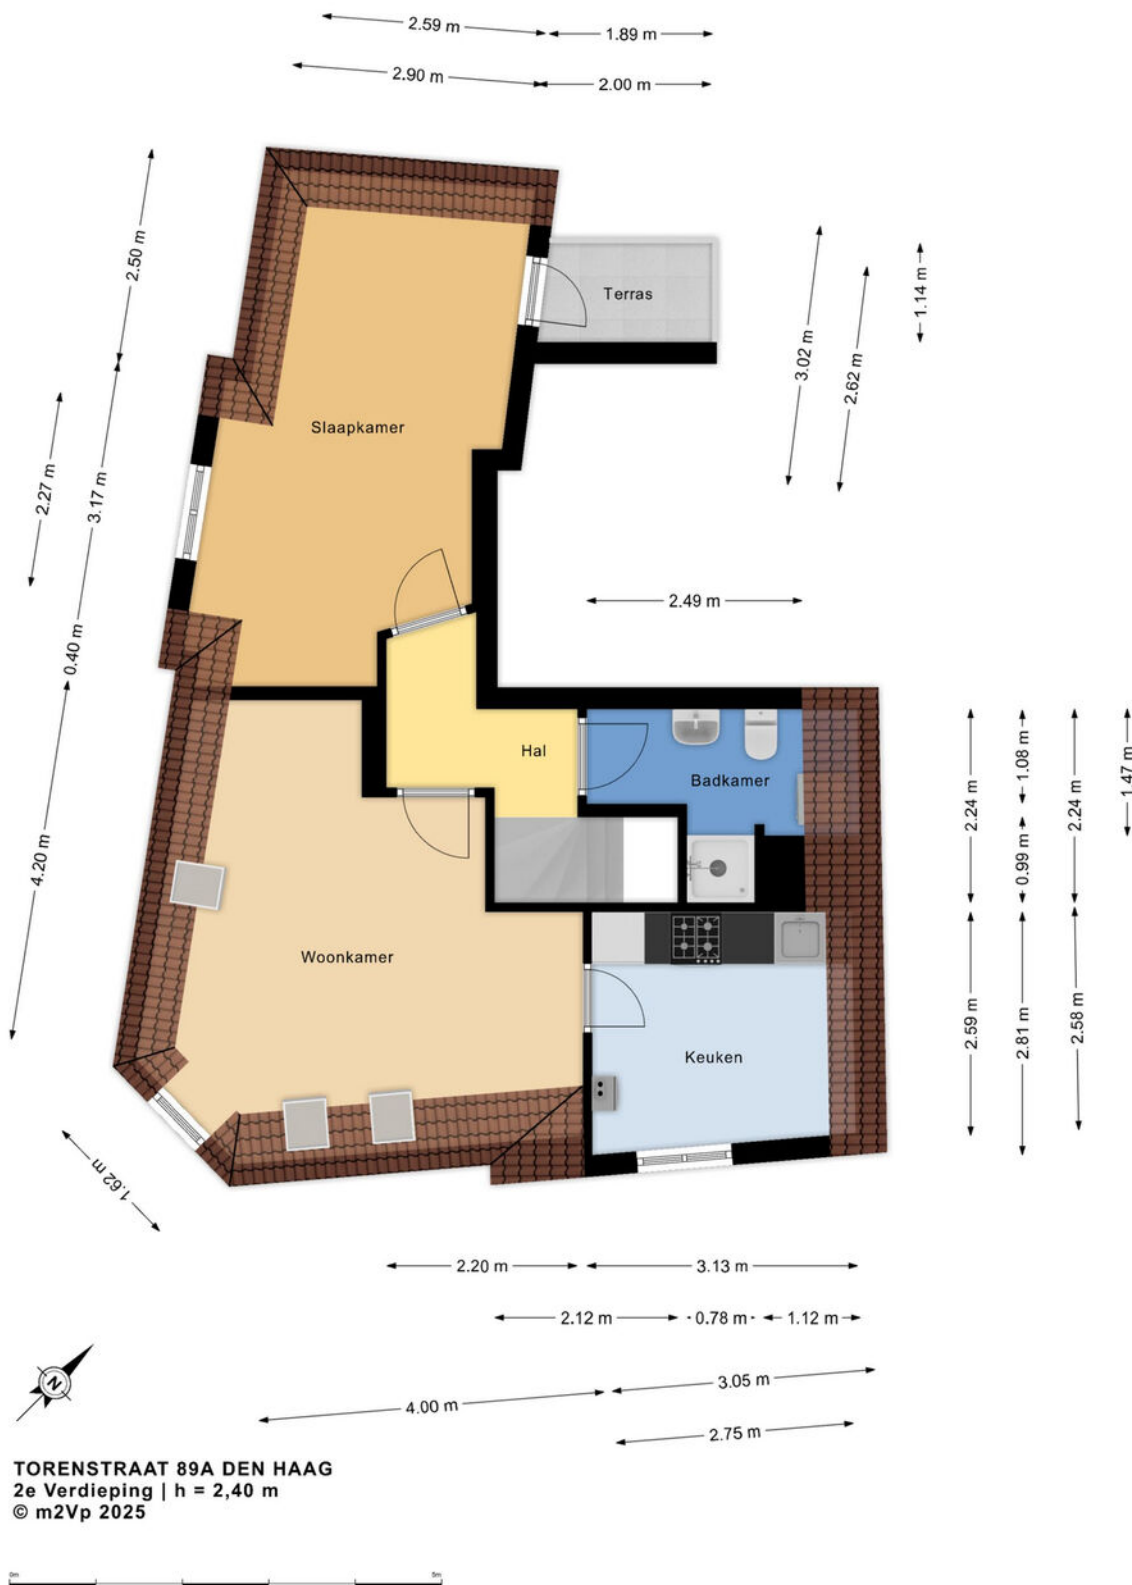 2.59 m
1.89 m
2.90 m
2.00 m
2.50 m
3.02 m
2.62 m
1.14 m
Terras
2.27 m
3.17 m
Slaapkamer
2.49 m
0.40 m
Hal
Badkamer
2.24 m
1.08 m
2.24 m
1.47 m
0.99 m
4.20 m
Woonkamer
Keuken
2.59 m
2.81 m
2.58 m
1.62 m
2.20 m
3.13 m
2.12 m
0.78 m
1.12 m
4.00 m
3.05 m
2.75 m
N
TORENSTRAAT 89A DEN HAAG
2e Verdieping | h = 2,40 m
© m2Vp 2025
0m
5m